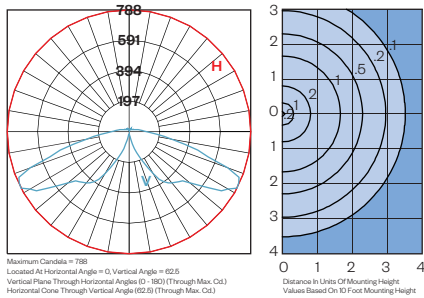 788
591
394
197
H
V
Maximum Candela = 788
Located At Horizontal Angle = 0, Vertical Angle = 62.5
Vertical Plane Through Horizontal Angles (0 - 180) (Through Max. Cd.)
Horizontal Cone Through Vertical Angle (62.5) (Through Max. Cd.)
3
2
1
0
1
2
3
4
.1
.2
.5
1
2
1
0 1 2 3 4
Distance In Units Of Mounting Height
Values Based On 10 Foot Mounting Height